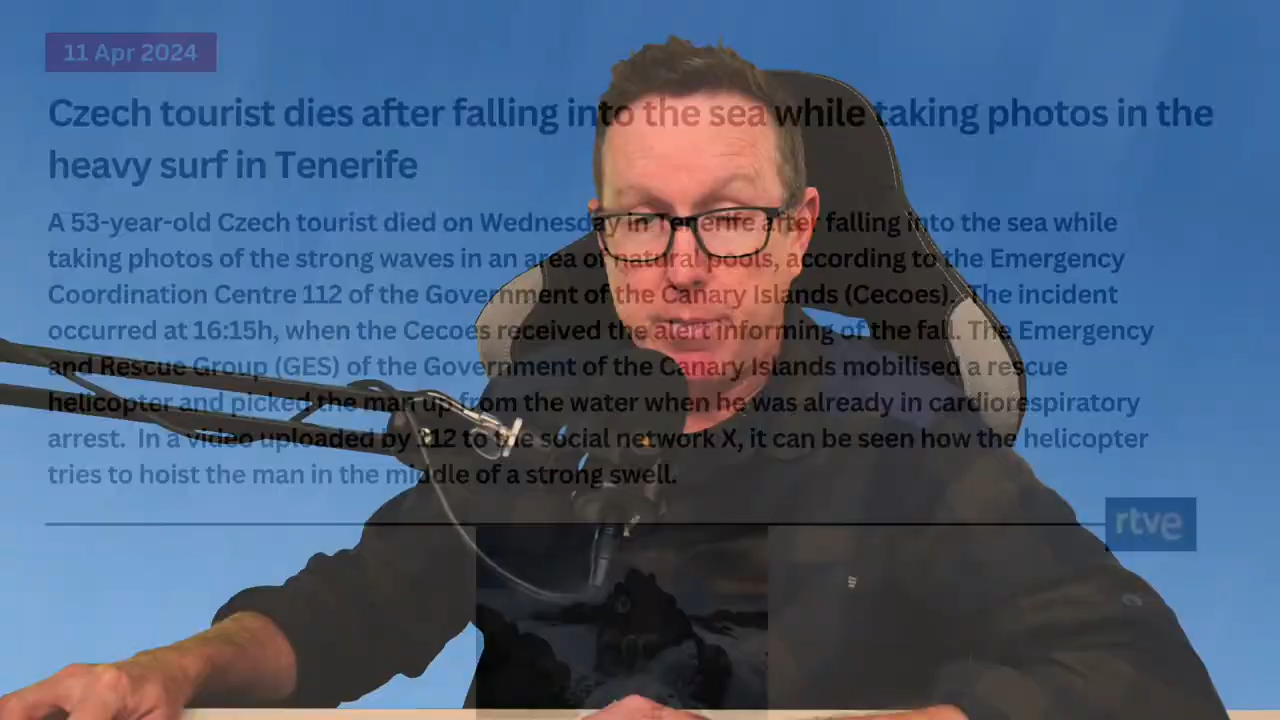 11 Apr 2024
Czech tourist dies after falling into the sea while taking photos in the
heavy surf in Tenerife
A 53-year-old Czech tourist died on Wednesday in Tenerife after falling into the sea while
taking photos of the strong waves in an area of natural pools, according to the Emergency
Coordination Centre 112 of the Government of the Canary Islands (Cecoes). The incident
occurred at 16:15h, when the Cecoes received the alert informing of the fall. The Emergency
and Rescue Group (GES) of the Government of the Canary Islands mobilised a rescue
helicopter and picked the man up from the water when he was already in cardiorespiratory
arrest. In a video uploaded by 112 to the social network X, it can be seen how the helicopter
tries to hoist the man in the middle of a strong swell.
rtve